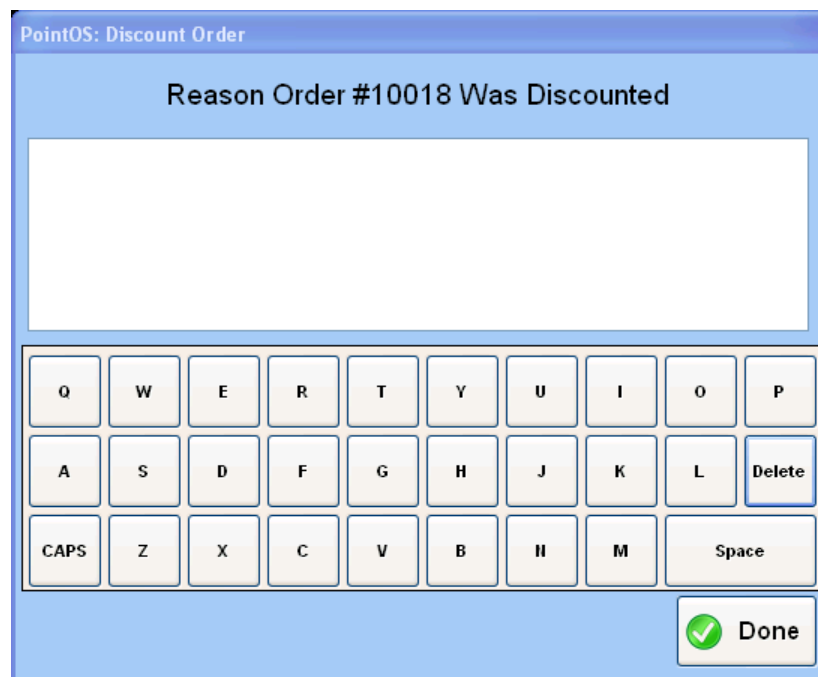 PointOS: Discount Order
Reason Order #10018 Was Discounted
Q W E R T Y U I O P
A S D F G H J K L Delete
CAPS Z X C V B N M Space
Done